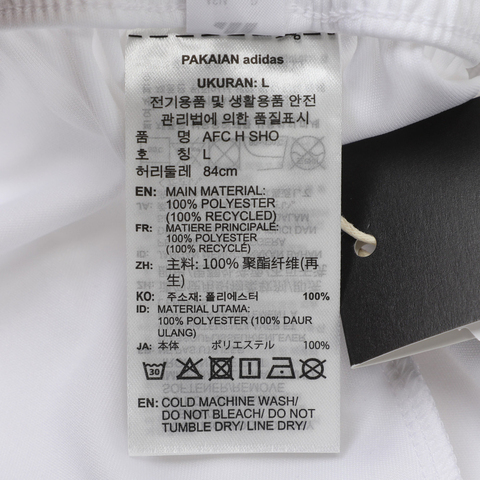 PAKAIAN adidas
UKURAN: L
전기용품 및 생활용품 안전
관리법에 의한 품질표시
품 명 AFC H SHO
호 칭 L
허리둘레 84cm
EN: MAIN MATERIAL:
100% POLYESTER
(100% RECYCLED)
FR: MATIERE PRINCIPALE:
100% POLYESTER
(100% RECYCLÉ)
ZH: 主料: 100% 聚酯纤维(再
生)
KO: 주소재: 폴리에스터 100%
ID: MATERIAL UTAMA:
100% POLYESTER (100% DAUR
ULANG)
JA: 本体 ポリエステル 100%
30
EN: COLD MACHINE WASH/
DO NOT BLEACH/ DO NOT
TUMBLE DRY/ LINE DRY/